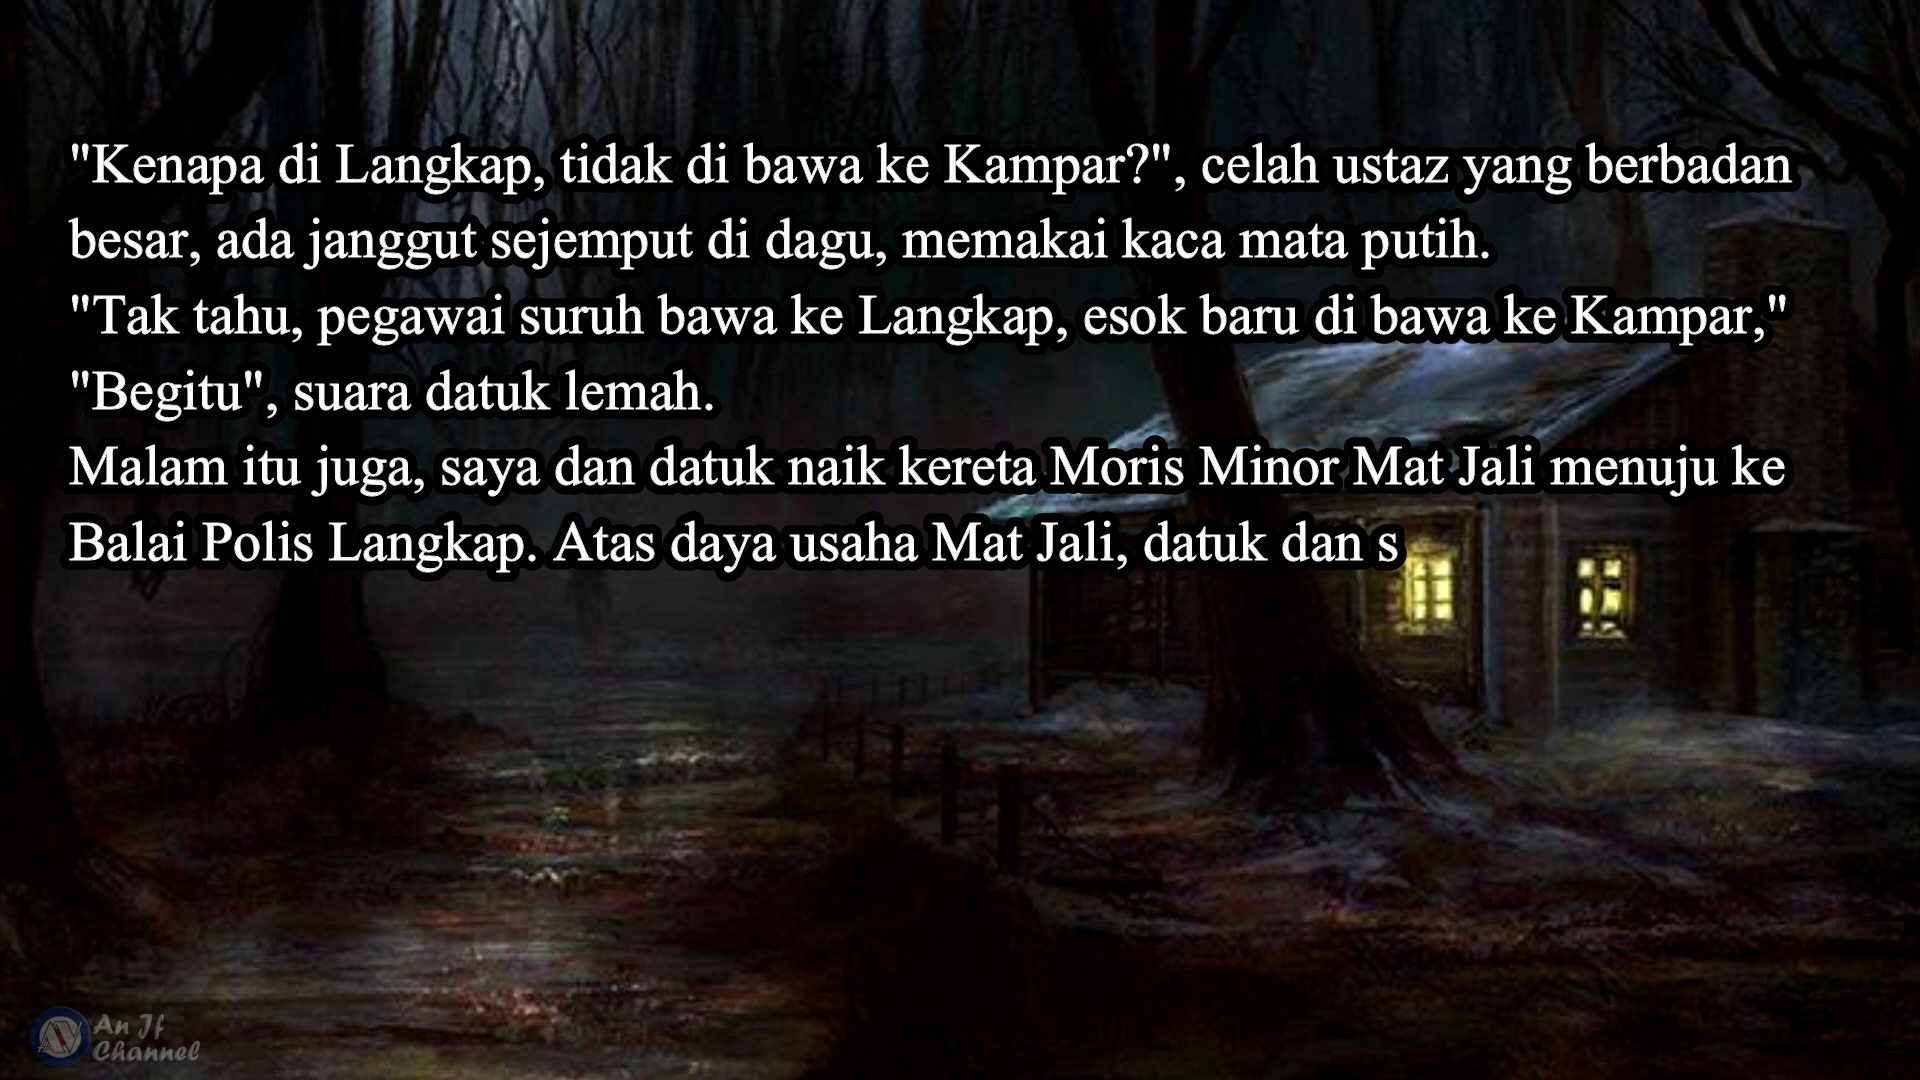 "Kenapa di Langkap, tidak di bawa ke Kampar?", celah ustaz yang berbadan
besar, ada janggut sejemput di dagu, memakai kaca mata putih.
"Tak tahu, pegawai suruh bawa ke Langkap, esok baru di bawa ke Kampar,"
"Begitu", suara datuk lemah.
Malam itu juga, saya dan datuk naik kereta Moris Minor Mat Jali menuju ke
Balai Polis Langkap. Atas daya usaha Mat Jali, datuk dan s
An Jf
Channel